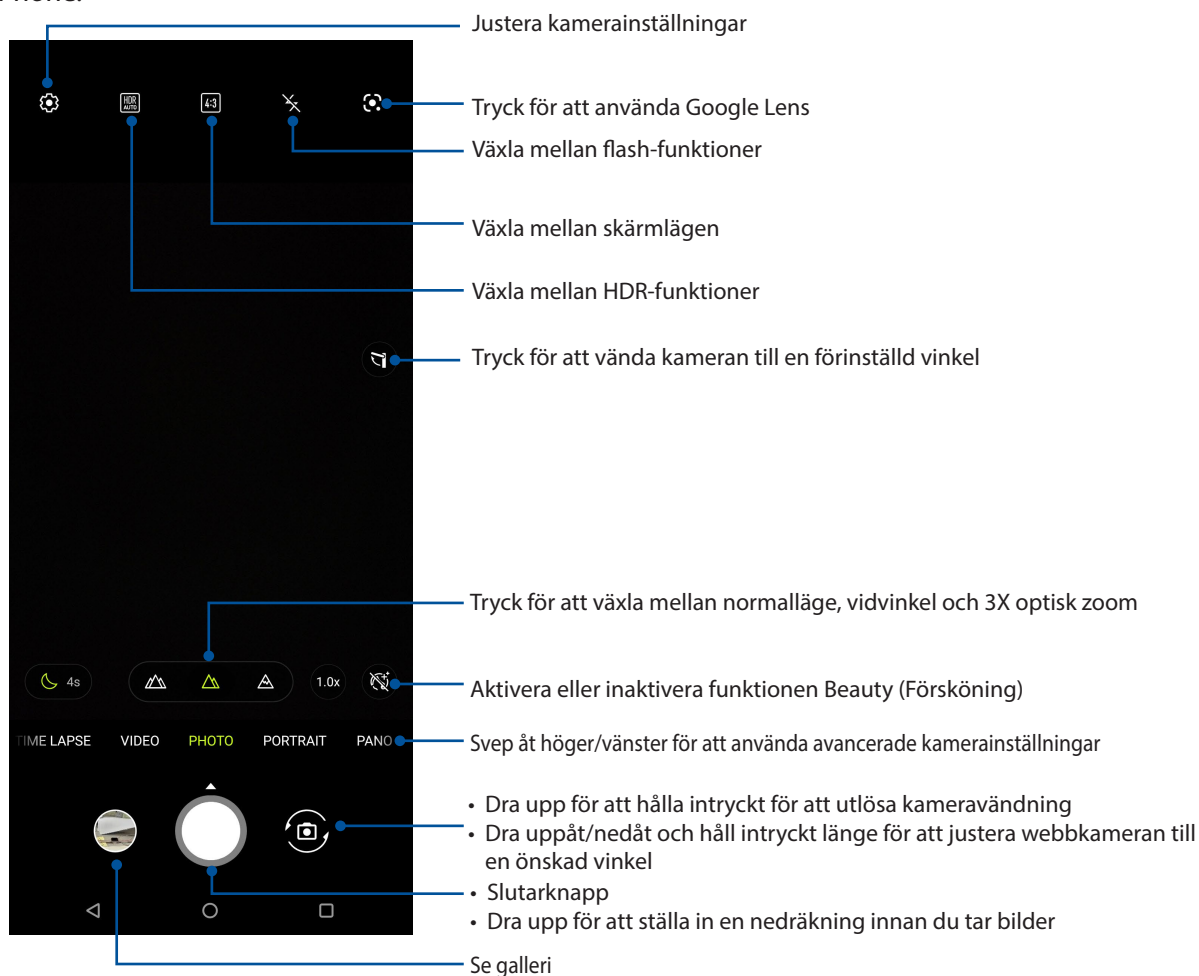 Phone.
Justera kamerainställningar
HDR
AUTO
4:3
Tryck för att använda Google Lens
Växla mellan flash-funktioner
Växla mellan skärmlägen
Växla mellan HDR-funktioner
Tryck för att vända kameran till en förinställd vinkel
Tryck för att växla mellan normalläge, vidvinkel och 3X optisk zoom
4s
1.0x
Aktivera eller inaktivera funktionen Beauty (Försköning)
TIME LAPSE VIDEO PHOTO PORTRAIT PANO
Svep åt höger/vänster för att använda avancerade kamerainställningar
• Dra upp för att hålla intryckt för att utlösa kameravändning
• Dra uppåt/nedåt och håll intryckt länge för att justera webbkameran till
en önskad vinkel
• Slutarknapp
• Dra upp för att ställa in en nedräkning innan du tar bilder
Se galleri